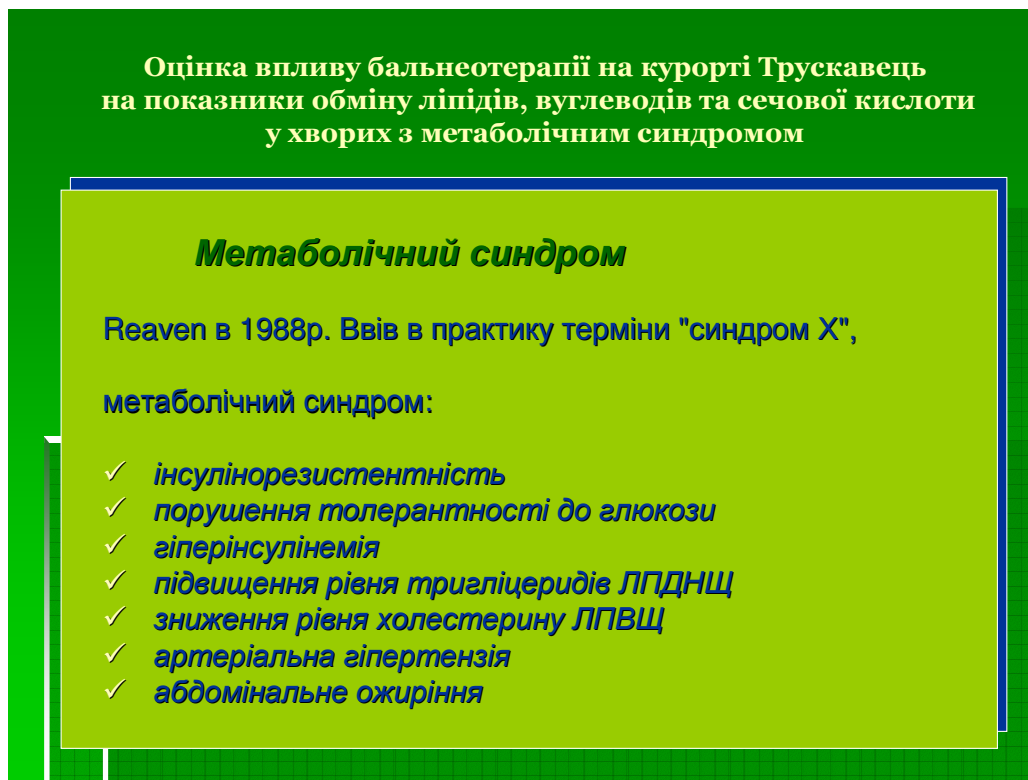 Оцінка впливу бальнеотерапії на курорті Трускавець
на показники обміну ліпідів, вуглеводів та сечової кислоти
у хворих з метаболічним синдромом
Метаболічний синдром
Reaven в 1988р. Ввів в практику терміни "синдром X",
метаболічний синдром:
✓ інсулінорезистентність
✓ порушення толерантності до глюкози
✓ гіперінсулінемія
✓ підвищення рівня тригліцеридів ЛПДНЩ
✓ зниження рівня холестерину ЛПВЩ
✓ артеріальна гіпертензія
✓ абдомінальне ожиріння